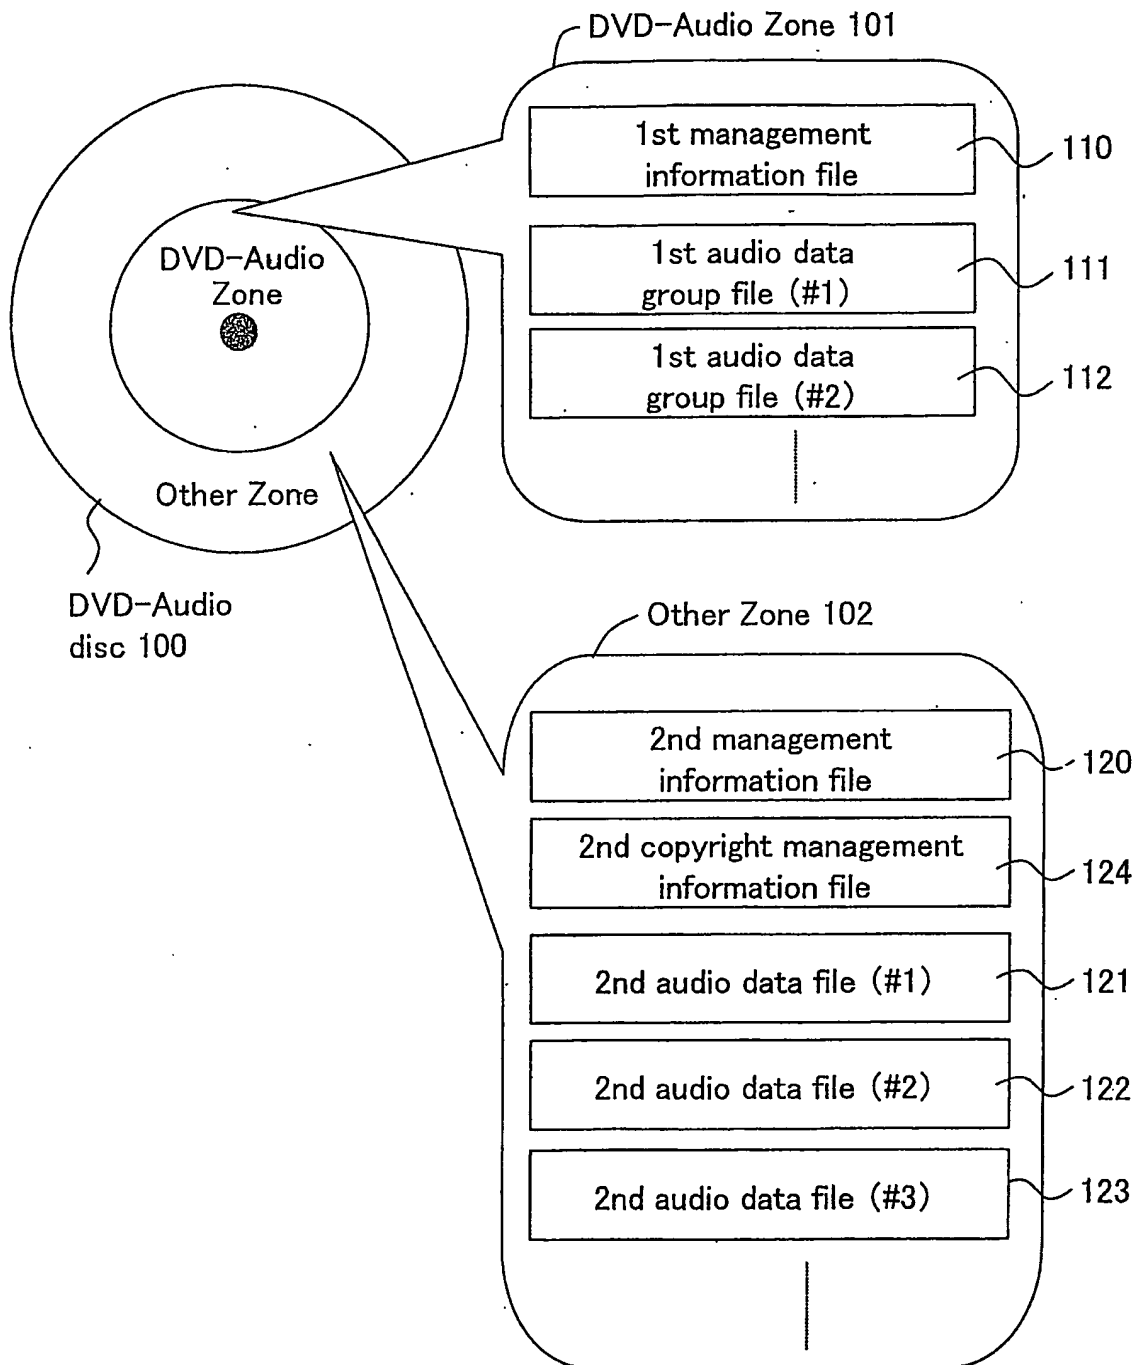 DVD-Audio Zone 101
1st management
information file
110
1st audio data
group file (#1)
111
1st audio data
group file (#2)
112
DVD-Audio
Zone
Other Zone
DVD-Audio
disc 100
Other Zone 102
2nd management
information file
120
2nd copyright management
information file
124
2nd audio data file (#1)
121
2nd audio data file (#2)
122
2nd audio data file (#3)
123